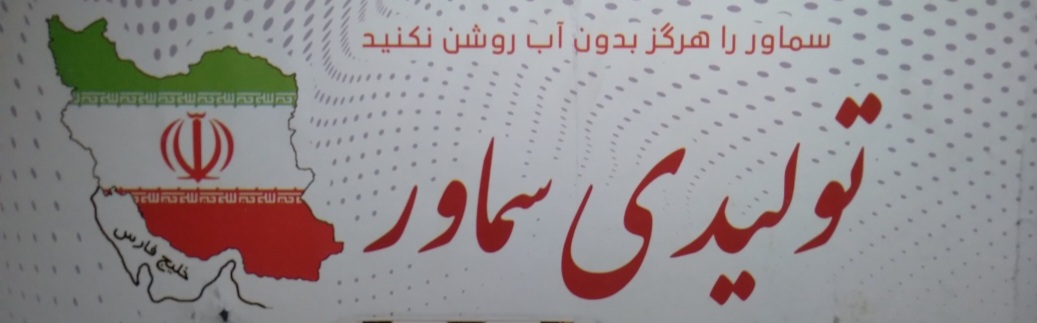 سماور را هرگز بدون آب روشن نکنید
تولیدی سماور
خلیج فارس